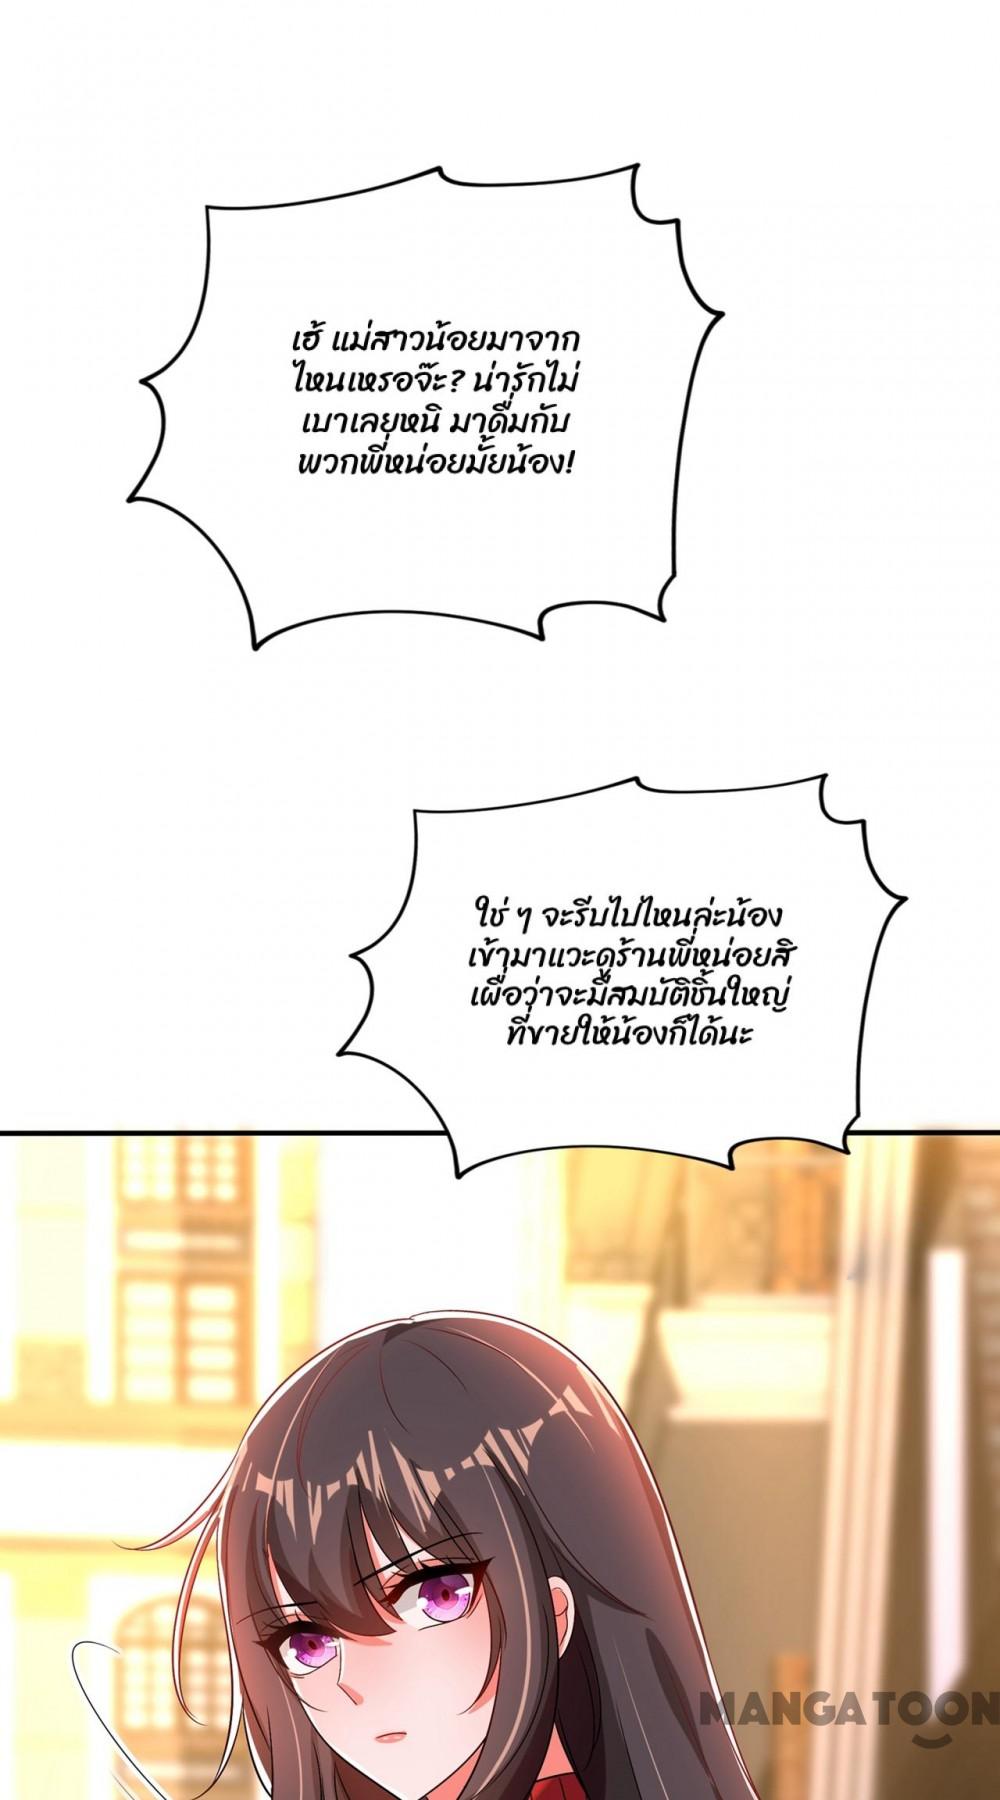 เฮ้ แม่สาวน้อยมาจาก
ไหนเหรอจ๊ะ? น่ารักไม่
เบาเลยหนิ มาดื่มกับ
พวกพี่หน่อยมั้ยน้อง!
ใช่ ๆ จะรีบไปไหนล่ะน้อง
เข้ามาแวะดูร้านพี่หน่อยสิ
เผื่อว่าจะมีสมบัติชิ้นใหญ่
ที่ขายให้น้องก็ได้นะ
MANGA TOON